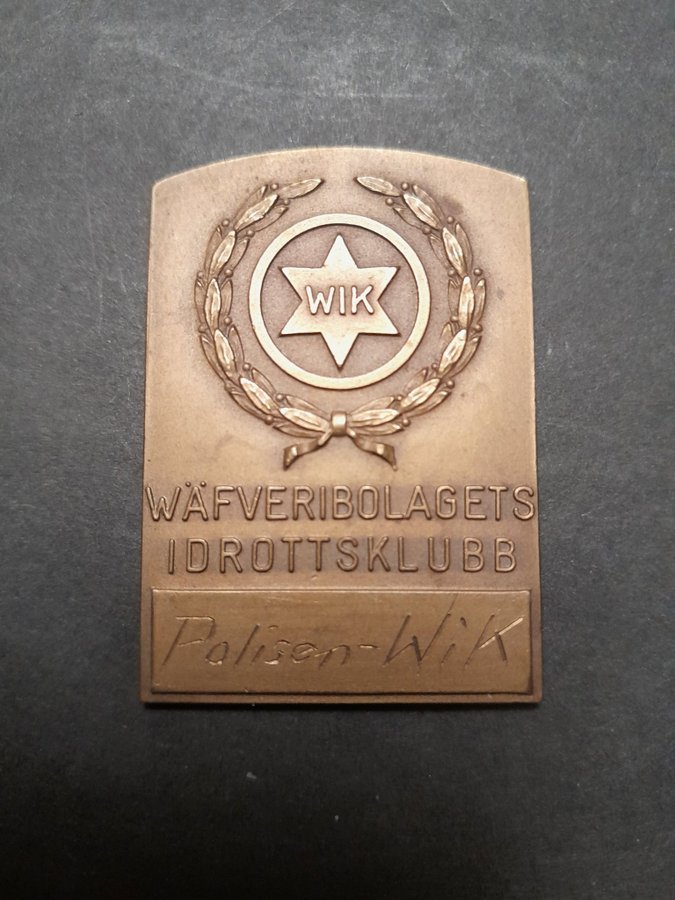 WIK
WÄFVERIBOLAGETS
IDROTTSKLUBB
Polisen-WiK